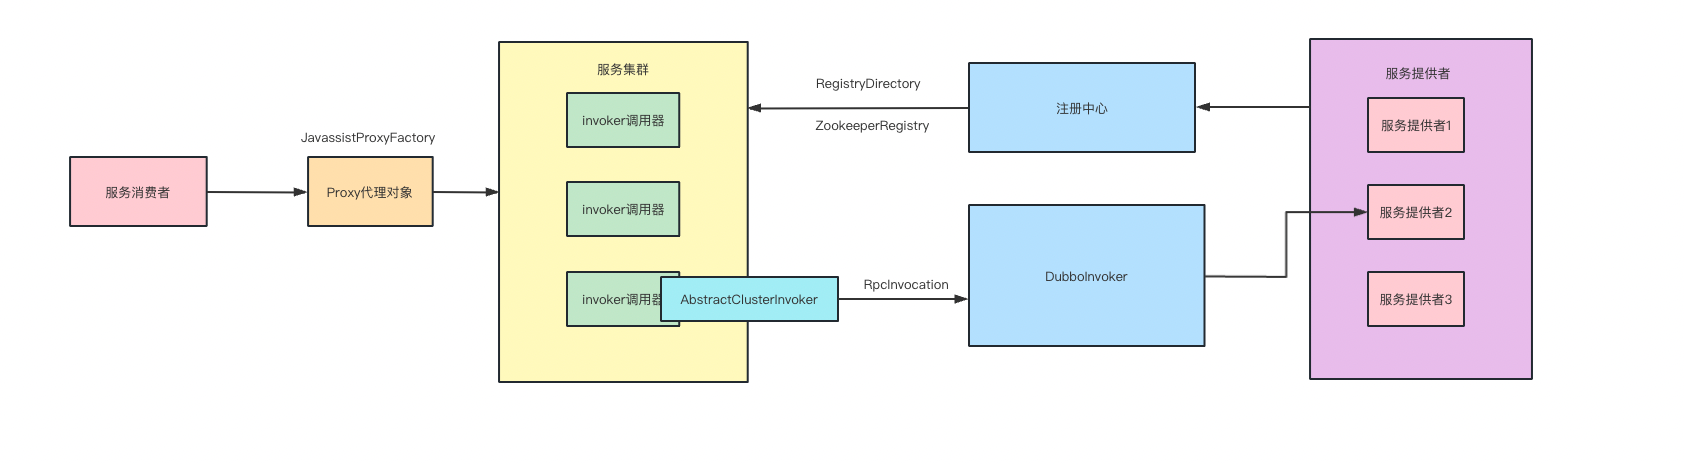 服务消费者
JavassistProxyFactory
Proxy代理对象
服务集群
invoker调用器
invoker调用器
invoker调用器
AbstractClusterInvoker
RegistryDirectory
ZookeeperRegistry
注册中心
RpcInvocation
DubboInvoker
服务提供者
服务提供者1
服务提供者2
服务提供者3